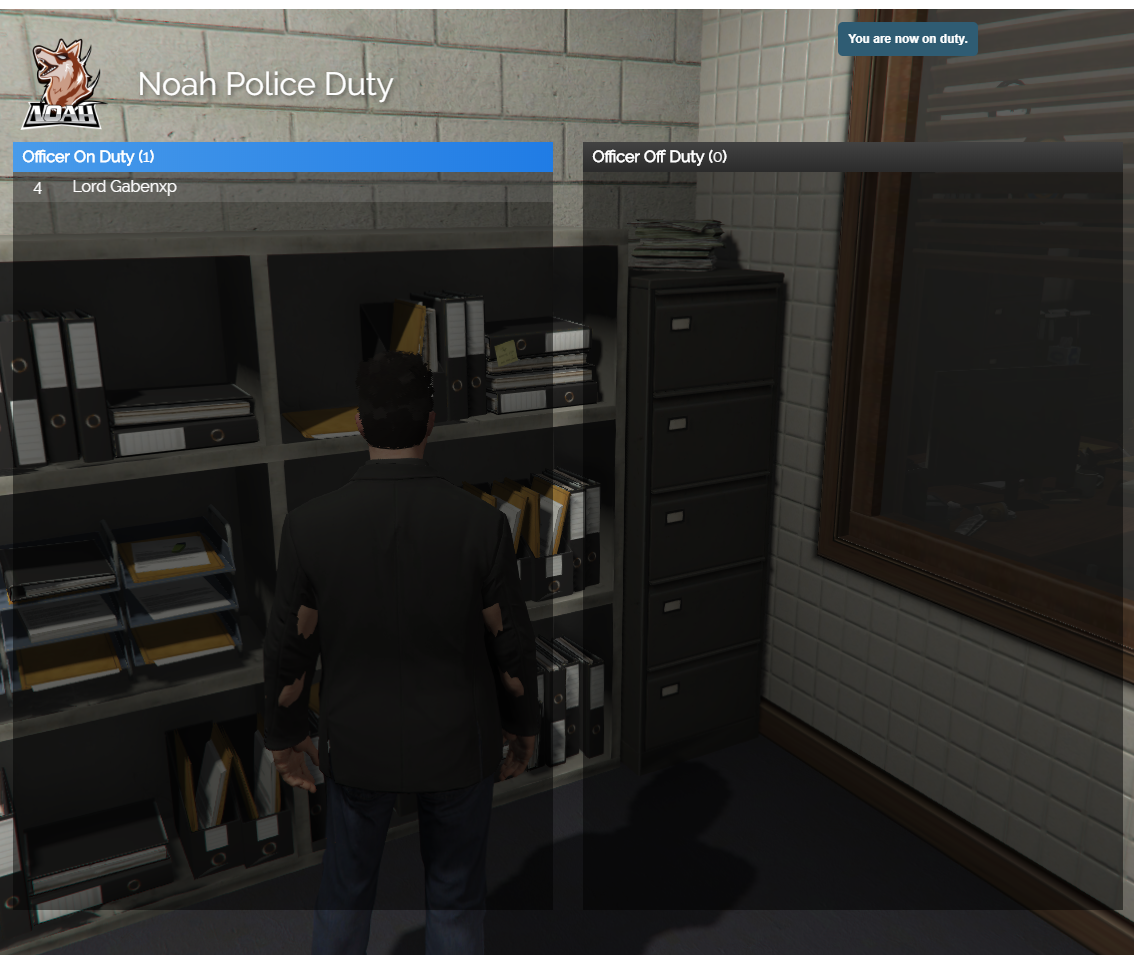 You are now on duty.
NOAH
Noah Police Duty
Officer On Duty (1)
Officer Off Duty (0)
4 Lord Gabenxp